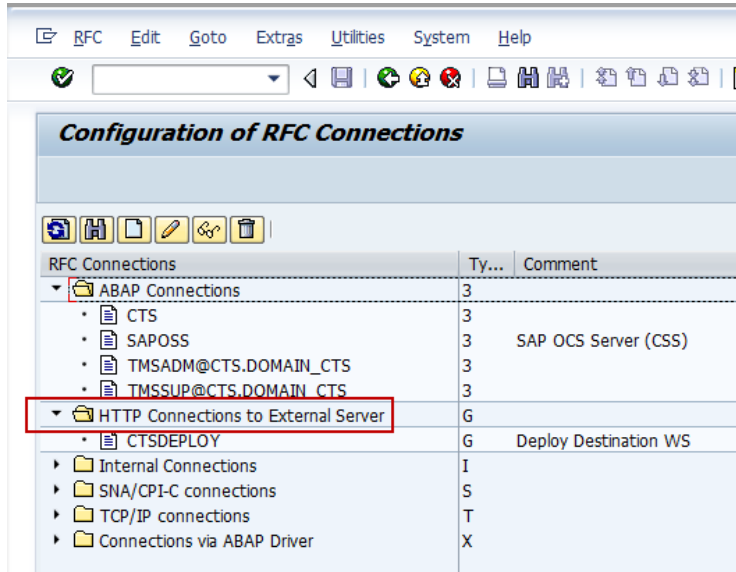 RFC Edit Goto Extras Utilities System Help
Configuration of RFC Connections
RFC Connections Ty... Comment
ABAP Connections 3
CTS 3
SAPOSS 3 SAP OCS Server (CSS)
TMSADM@CTS.DOMAIN_CTS 3
TMSSUP@CTS.DOMAIN_CTS 3
HTTP Connections to External Server G
CTSDEPLOY G Deploy Destination WS
Internal Connections I
SNA/CPI-C connections S
TCP/IP connections T
Connections via ABAP Driver X